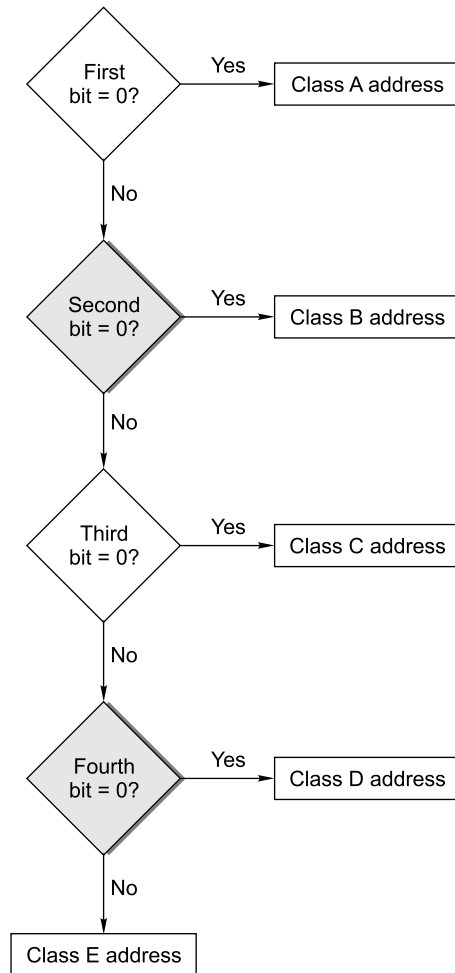 First
bit = 0?
Yes
Class A address
No
Second
bit = 0?
Yes
Class B address
No
Third
bit = 0?
Yes
Class C address
No
Fourth
bit = 0?
Yes
Class D address
No
Class E address